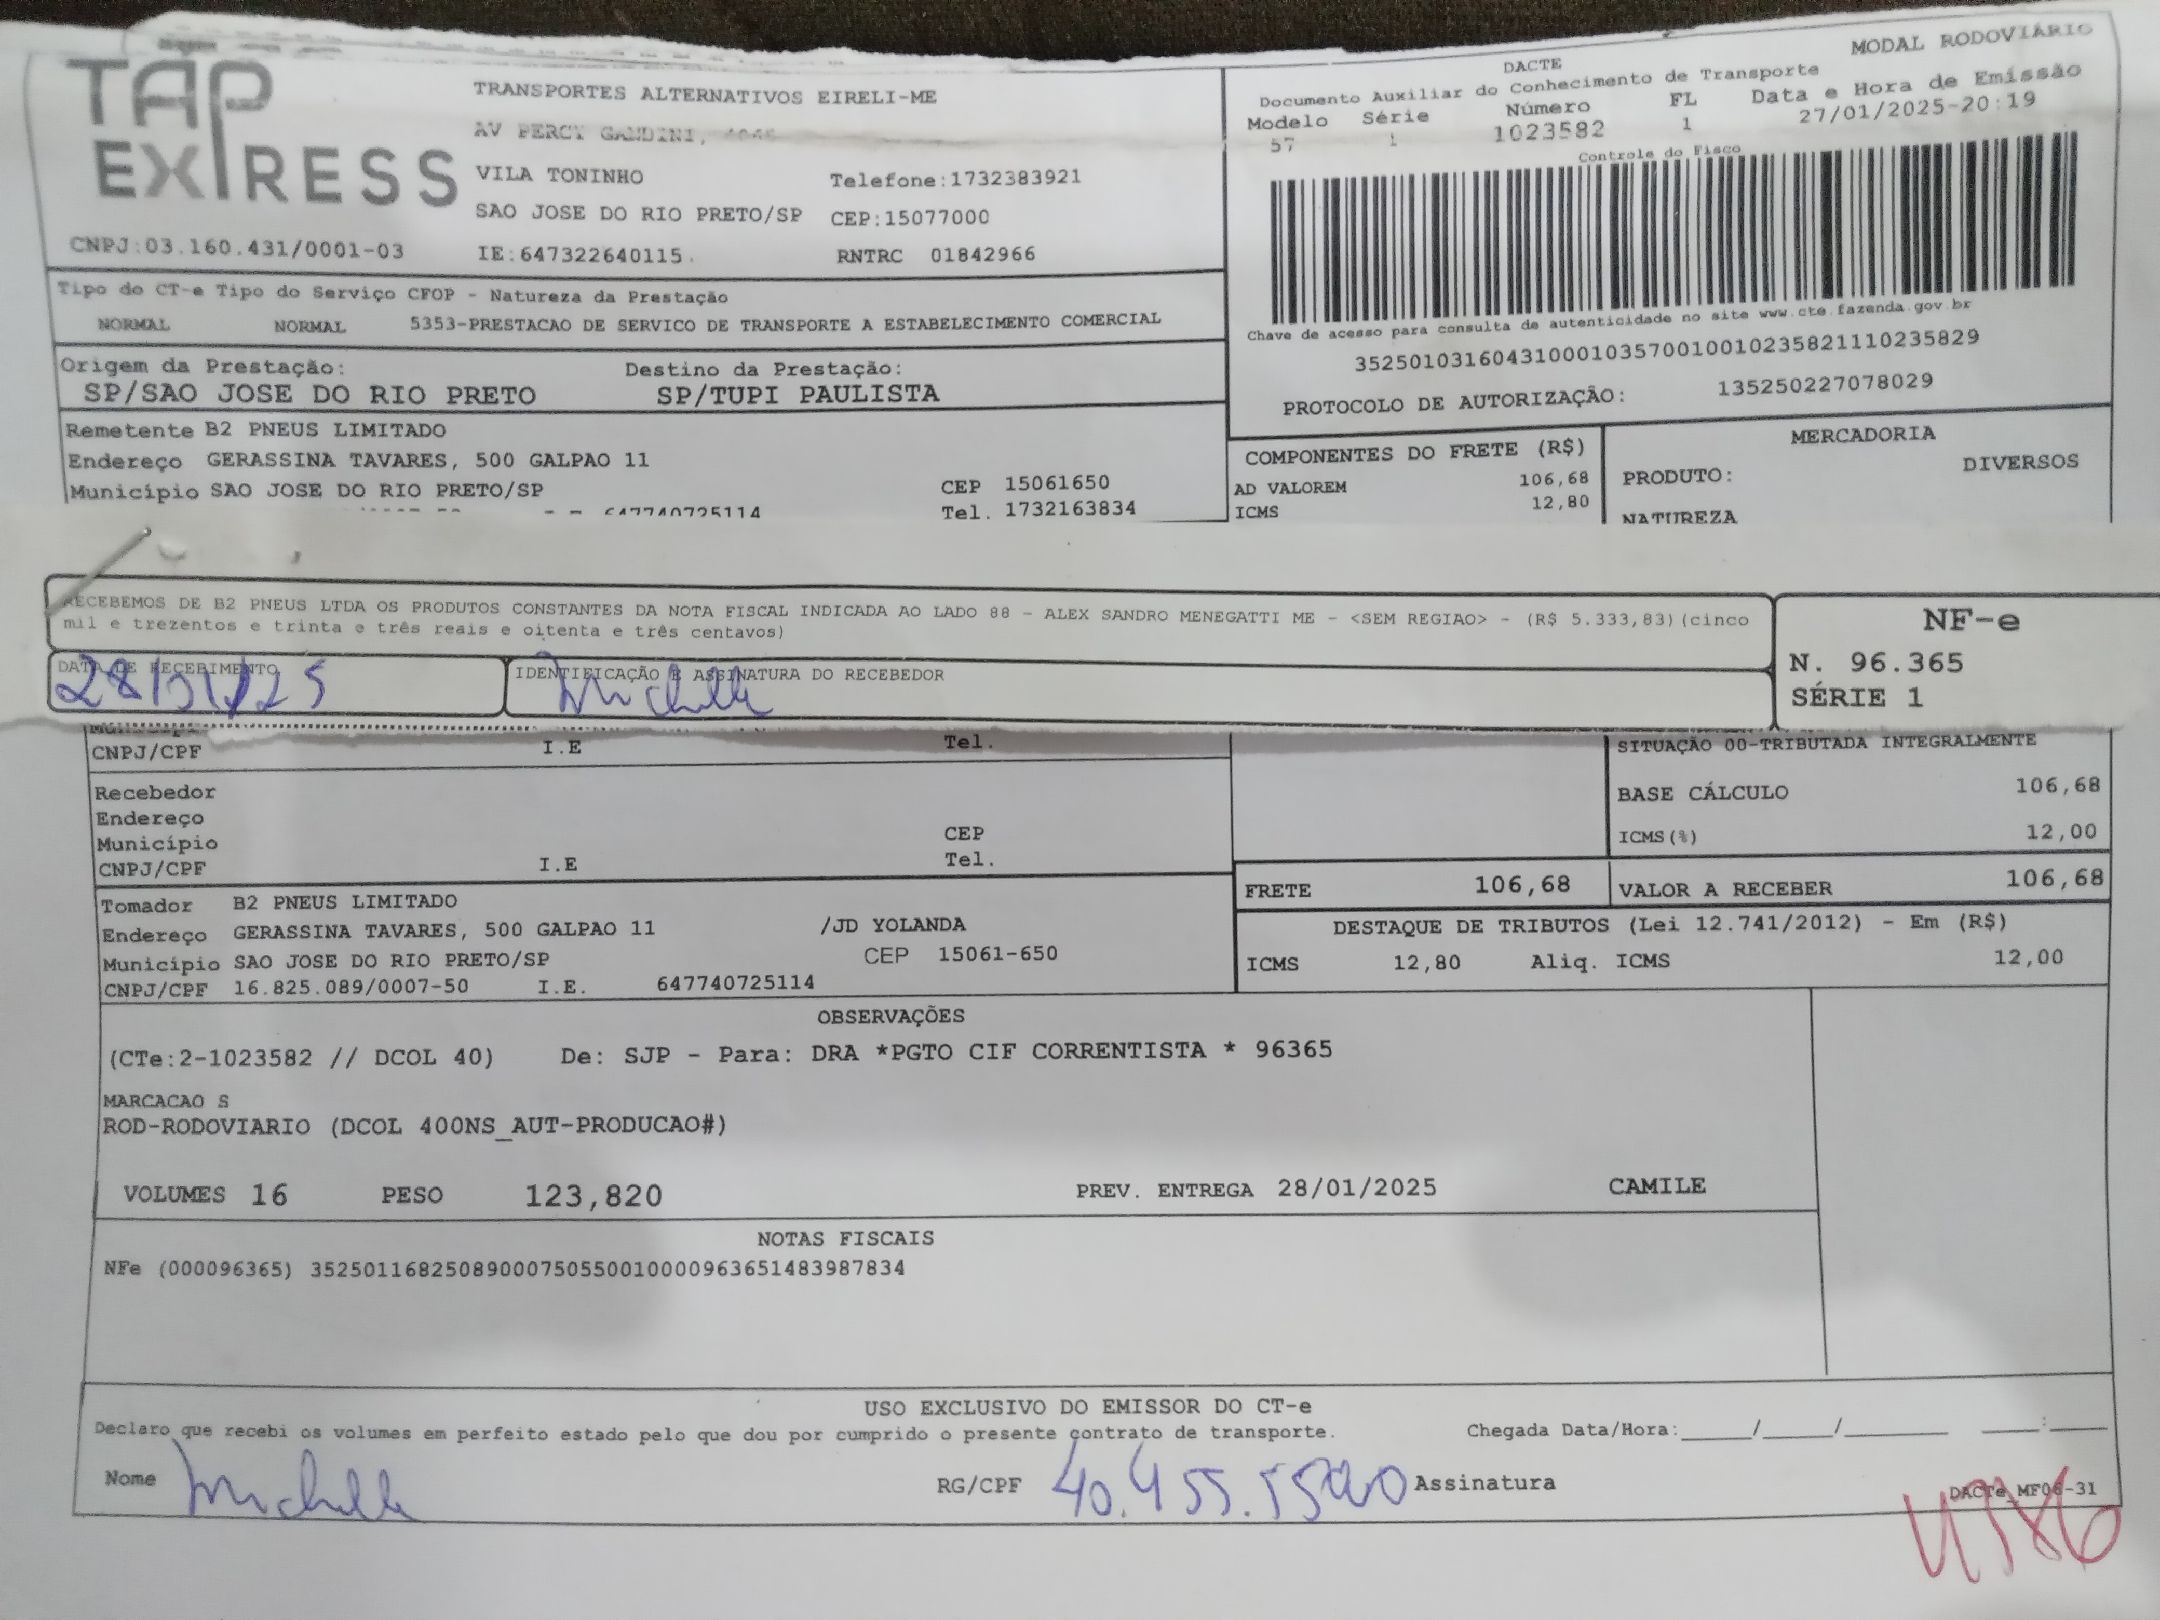 TAP EXPRESS
TRANSPORTES ALTERNATIVOS EIRELI-ME
AV PERCY GANDINI,
VILA TONINHO Telefone:1732383921
SAO JOSE DO RIO PRETO/SP CEP:15077000
CNPJ:03.160.431/0001-03 IE:647322640115. RNTRC 01842966
MODAL RODOVIÁRIO
DACTE
Documento Auxiliar do Conhecimento de Transporte
Modelo Série Número FL Data e Hora de Emissão
57 1 1023582 1 27/01/2025-20:19
Controle do Fisco
Chave de acesso para consulta de autenticidade no site www.cte.fazenda.gov.br
35250103160431000103570010010235821110235829
PROTOCOLO DE AUTORIZAÇÃO: 135250227078029
Tipo do CT-e Tipo do Serviço CFOP - Natureza da Prestação
NORMAL NORMAL 5353-PRESTACAO DE SERVICO DE TRANSPORTE A ESTABELECIMENTO COMERCIAL
Origem da Prestação: Destino da Prestação:
SP/SAO JOSE DO RIO PRETO SP/TUPI PAULISTA
Remetente B2 PNEUS LIMITADO
Endereço GERASSINA TAVARES, 500 GALPAO 11
Município SAO JOSE DO RIO PRETO/SP CEP 15061650
647740725114 Tel. 1732163834
COMPONENTES DO FRETE (R$)
AD VALOREM 106,68
ICMS 12,80
MERCADORIA
PRODUTO: DIVERSOS
NATUREZA
RECEBEMOS DE B2 PNEUS LTDA OS PRODUTOS CONSTANTES DA NOTA FISCAL INDICADA AO LADO 88 - ALEX SANDRO MENEGATTI ME - <SEM REGIAO> - (R$ 5.333,83)(cinco
mil e trezentos e trinta e três reais e oitenta e três centavos)
DATA DE RECEBIMENTO IDENTIFICAÇÃO E ASSINATURA DO RECEBEDOR
28/01/25 Michelle
NF-e
N. 96.365
SÉRIE 1
CNPJ/CPF I.E Tel.
Recebedor
Endereço
Município CEP
CNPJ/CPF I.E Tel.
SITUAÇÃO 00-TRIBUTADA INTEGRALMENTE
BASE CÁLCULO 106,68
ICMS(%) 12,00
FRETE 106,68 VALOR A RECEBER 106,68
Tomador B2 PNEUS LIMITADO
Endereço GERASSINA TAVARES, 500 GALPAO 11 /JD YOLANDA
Município SAO JOSE DO RIO PRETO/SP CEP 15061-650
CNPJ/CPF 16.825.089/0007-50 I.E. 647740725114
DESTAQUE DE TRIBUTOS (Lei 12.741/2012) - Em (R$)
ICMS 12,80 Aliq. ICMS 12,00
OBSERVAÇÕES
(CTe:2-1023582 // DCOL 40) De: SJP - Para: DRA *PGTO CIF CORRENTISTA * 96365
MARCACAO S
ROD-RODOVIARIO (DCOL 400NS_AUT-PRODUCAO#)
VOLUMES 16 PESO 123,820 PREV. ENTREGA 28/01/2025 CAMILE
NOTAS FISCAIS
NFe (000096365) 35250116825089000750550010000963651483987834
USO EXCLUSIVO DO EMISSOR DO CT-e
Declaro que recebi os volumes em perfeito estado pelo que dou por cumprido o presente contrato de transporte. Chegada Data/Hora:_____/_____/________ ____:____
Nome Michelle RG/CPF Assinatura
DACTe_MF06-31